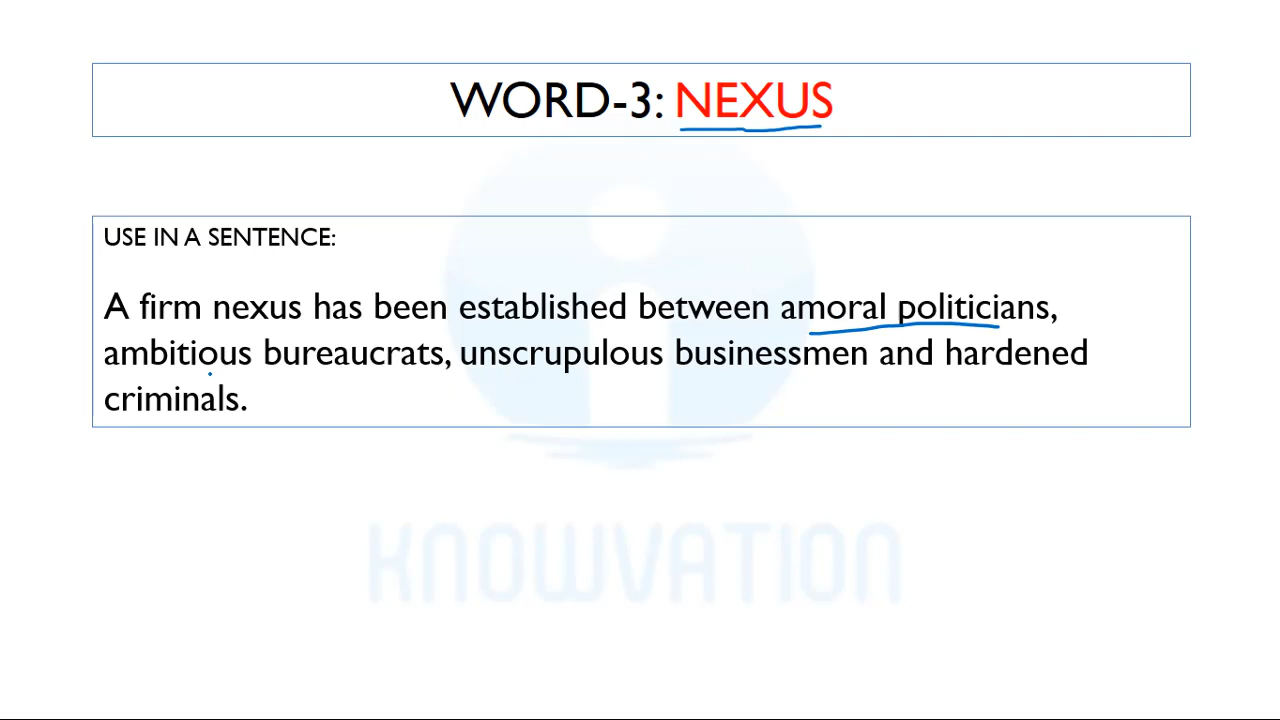 WORD-3: NEXUS
USE IN A SENTENCE:
A firm nexus has been established between amoral politicians,
ambitious bureaucrats, unscrupulous businessmen and hardened
criminals.
KNOWVATION